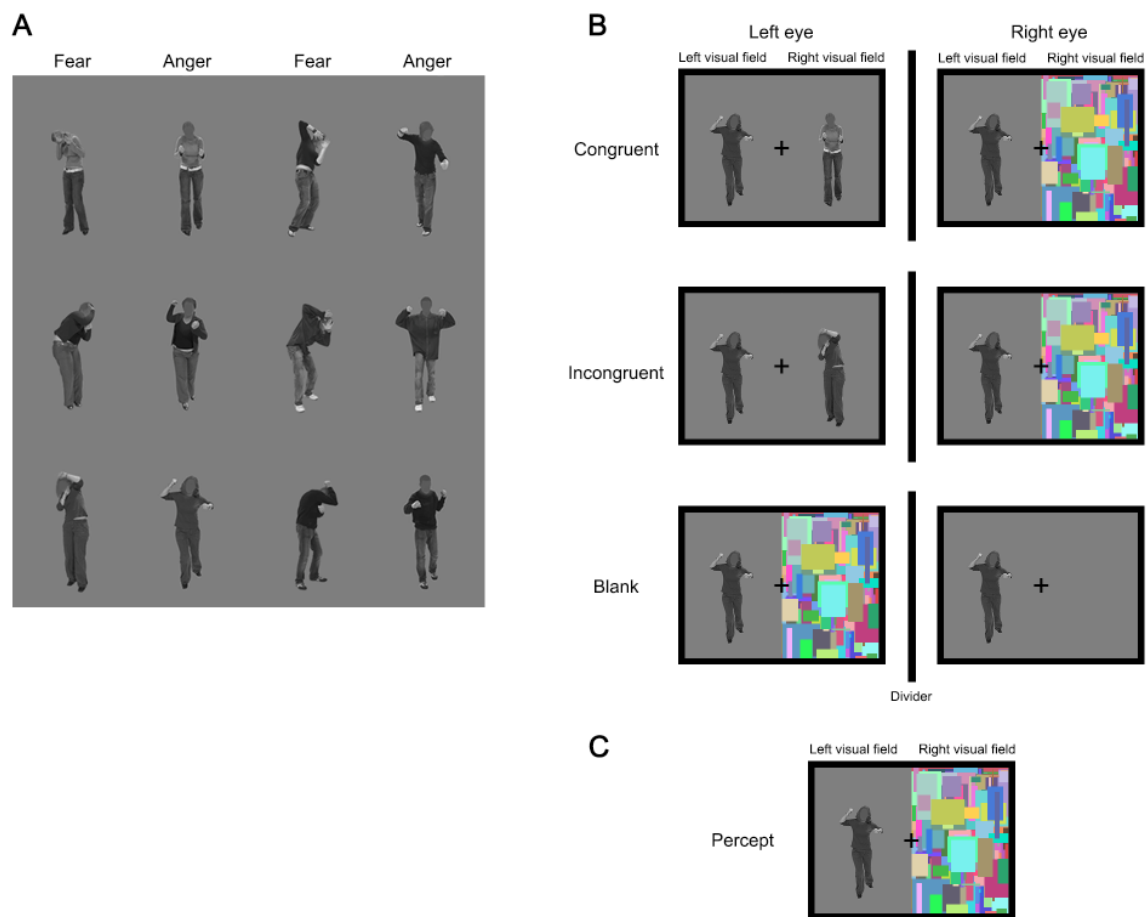 A
Fear Anger Fear Anger
B
Left eye Right eye
Left visual field Right visual field Left visual field Right visual field
Congruent
Incongruent
Blank
Divider
C
Left visual field Right visual field
Percept